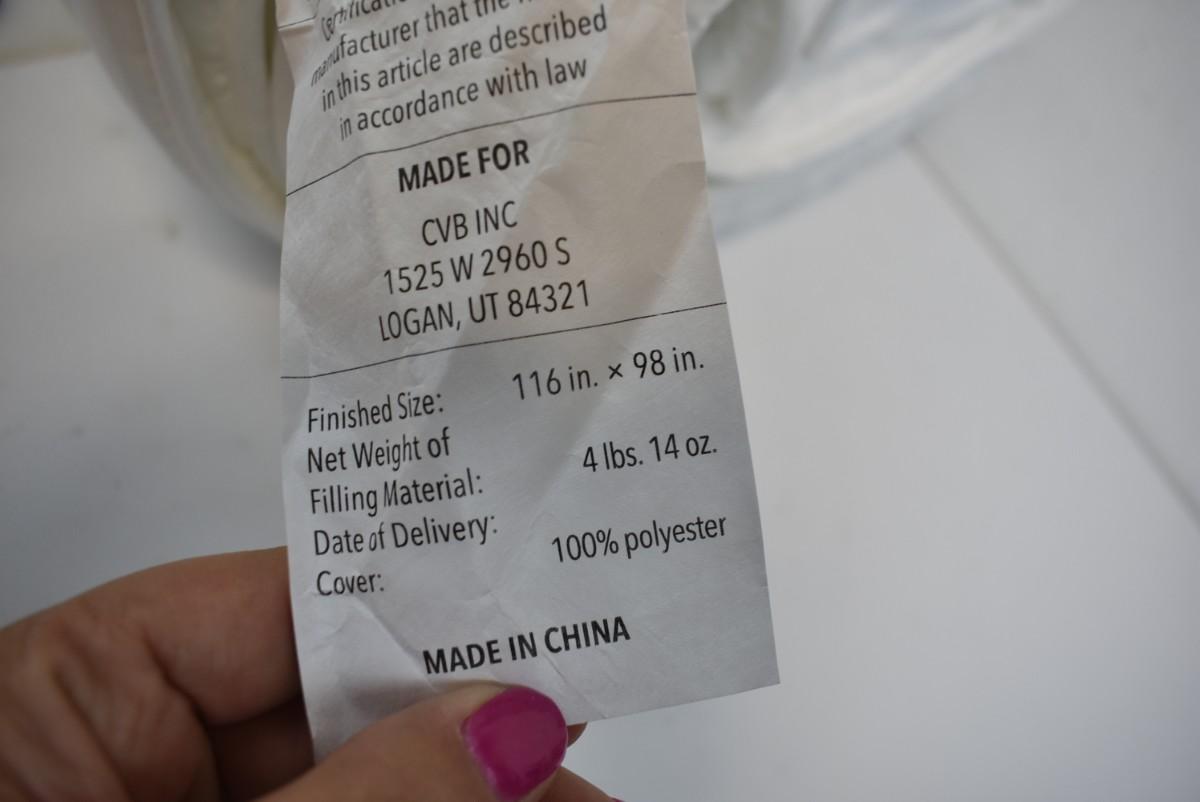 manufacturer that the
in this article are described
in accordance with law
MADE FOR
CVB INC
1525 W 2960 S
LOGAN, UT 84321
Finished Size: 116 in. × 98 in.
Net Weight of
Filling Material: 4 lbs. 14 oz.
Date of Delivery:
Cover: 100% polyester
MADE IN CHINA